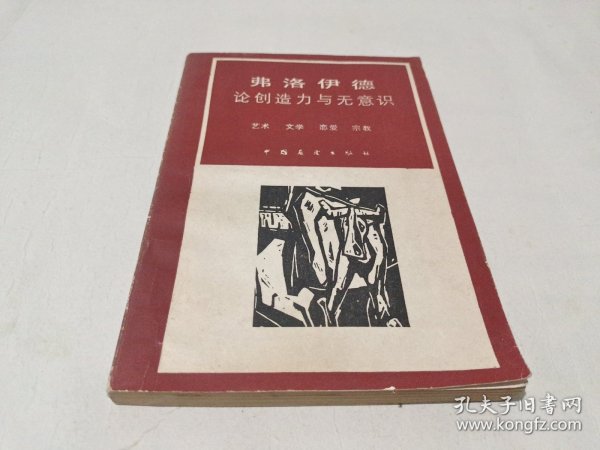 弗洛伊德
论创造力与无意识
艺术 文学 恋爱 宗教
中国展望出版社
孔夫子旧书网
www.kongfz.com